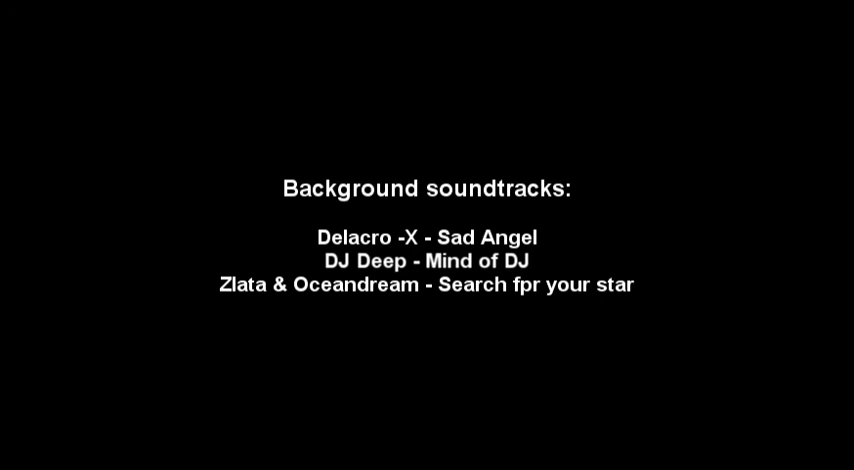 Background soundtracks:
Delacro -X - Sad Angel
DJ Deep - Mind of DJ
Zlata & Oceandream - Search fpr your star